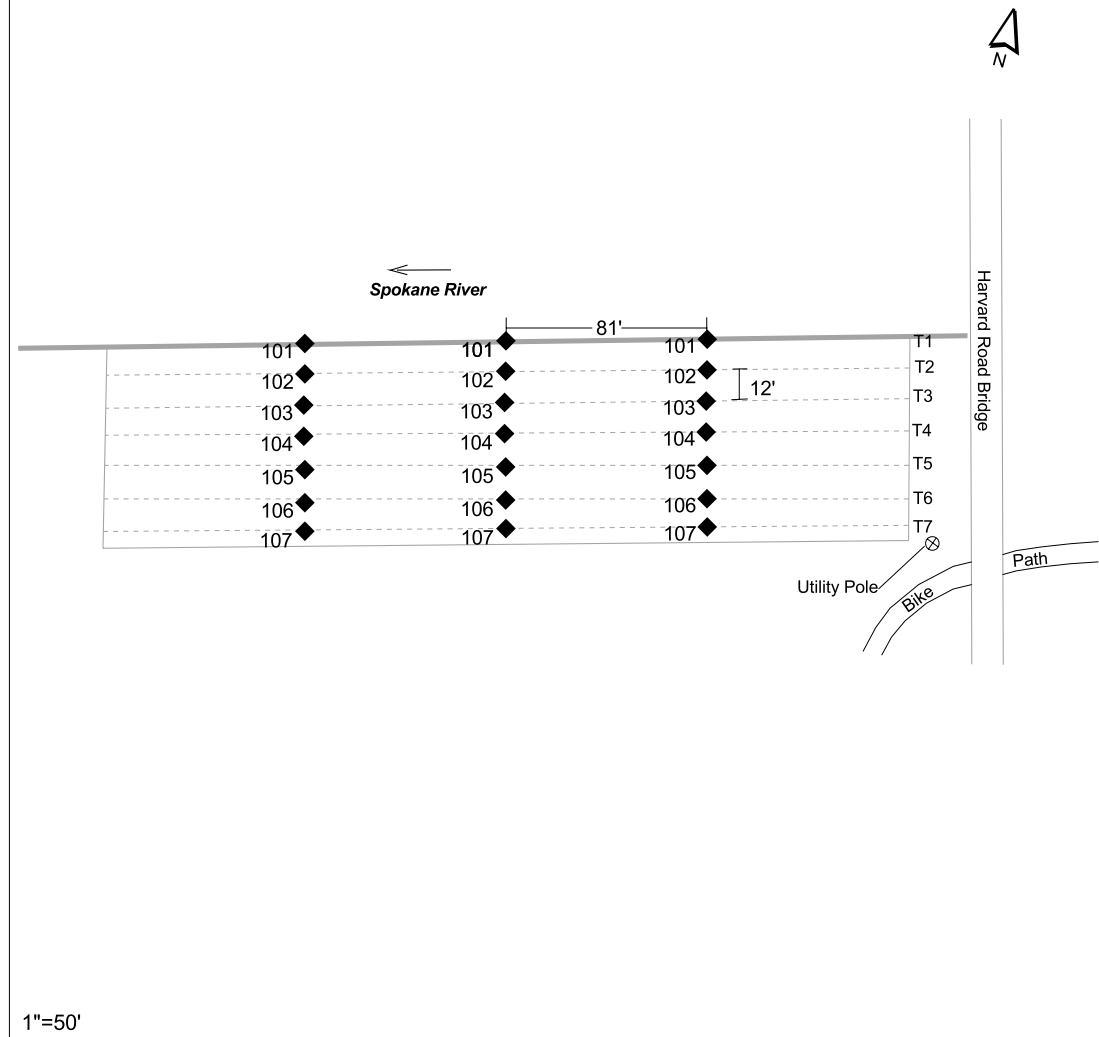 N
Harvard Road Bridge
Spokane River
81'
101 101 101 T1
102 102 102 T2
12'
103 103 103 T3
104 104 104 T4
105 105 105 T5
106 106 106 T6
107 107 107 T7
Utility Pole
Bike Path
1"=50'